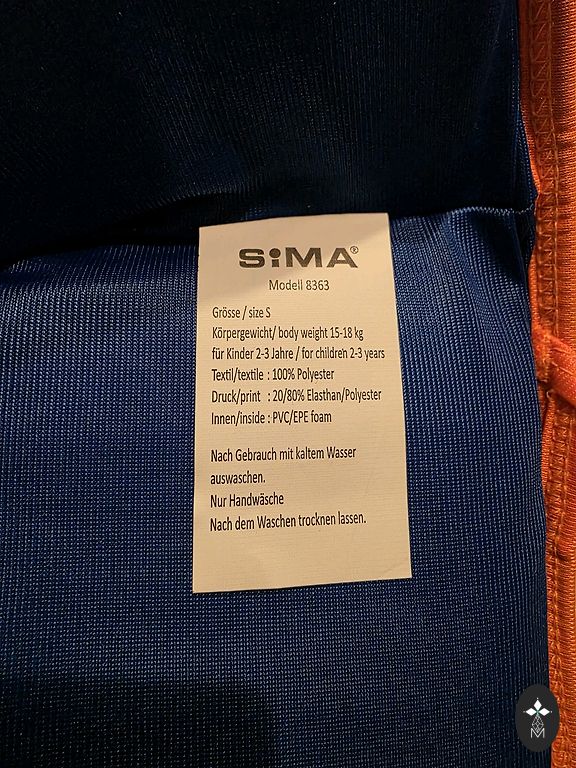 SiMA®
Modell 8363
Grösse / size S
Körpergewicht/ body weight 15-18 kg
für Kinder 2-3 Jahre / for children 2-3 years
Textil/textile : 100% Polyester
Druck/print : 20/80% Elasthan/Polyester
Innen/inside : PVC/EPE foam
Nach Gebrauch mit kaltem Wasser
auswaschen.
Nur Handwäsche
Nach dem Waschen trocknen lassen.
M